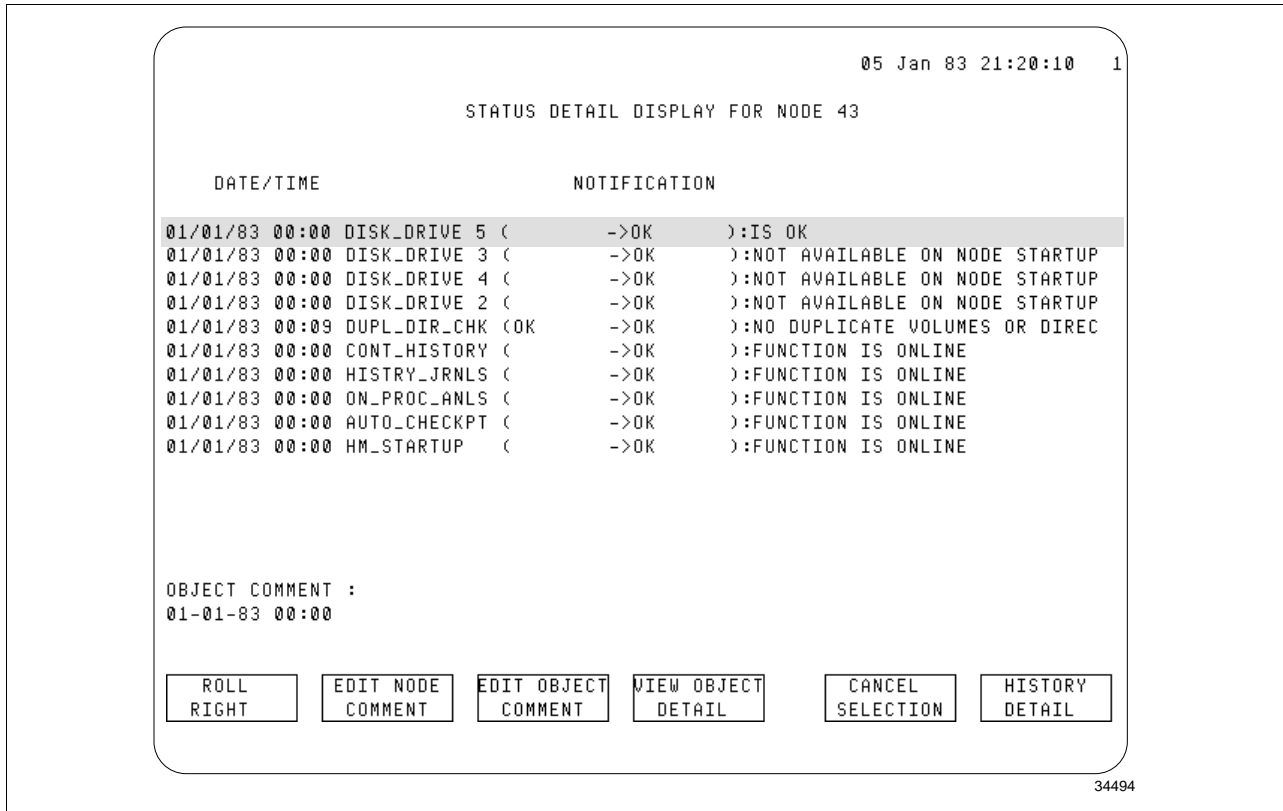 05 Jan 83 21:20:10 1
STATUS DETAIL DISPLAY FOR NODE 43
DATE/TIME NOTIFICATION
01/01/83 00:00 DISK_DRIVE 5 ( ->OK ):IS OK
01/01/83 00:00 DISK_DRIVE 3 ( ->OK ):NOT AVAILABLE ON NODE STARTUP
01/01/83 00:00 DISK_DRIVE 4 ( ->OK ):NOT AVAILABLE ON NODE STARTUP
01/01/83 00:00 DISK_DRIVE 2 ( ->OK ):NOT AVAILABLE ON NODE STARTUP
01/01/83 00:09 DUPL_DIR_CHK (OK ->OK ):NO DUPLICATE VOLUMES OR DIREC
01/01/83 00:00 CONT_HISTORY ( ->OK ):FUNCTION IS ONLINE
01/01/83 00:00 HISTRY_JRNLS ( ->OK ):FUNCTION IS ONLINE
01/01/83 00:00 ON_PROC_ANLS ( ->OK ):FUNCTION IS ONLINE
01/01/83 00:00 AUTO_CHECKPT ( ->OK ):FUNCTION IS ONLINE
01/01/83 00:00 HM_STARTUP ( ->OK ):FUNCTION IS ONLINE
OBJECT COMMENT :
01-01-83 00:00
ROLL RIGHT
EDIT NODE COMMENT
EDIT OBJECT COMMENT
VIEW OBJECT DETAIL
CANCEL SELECTION
HISTORY DETAIL
34494